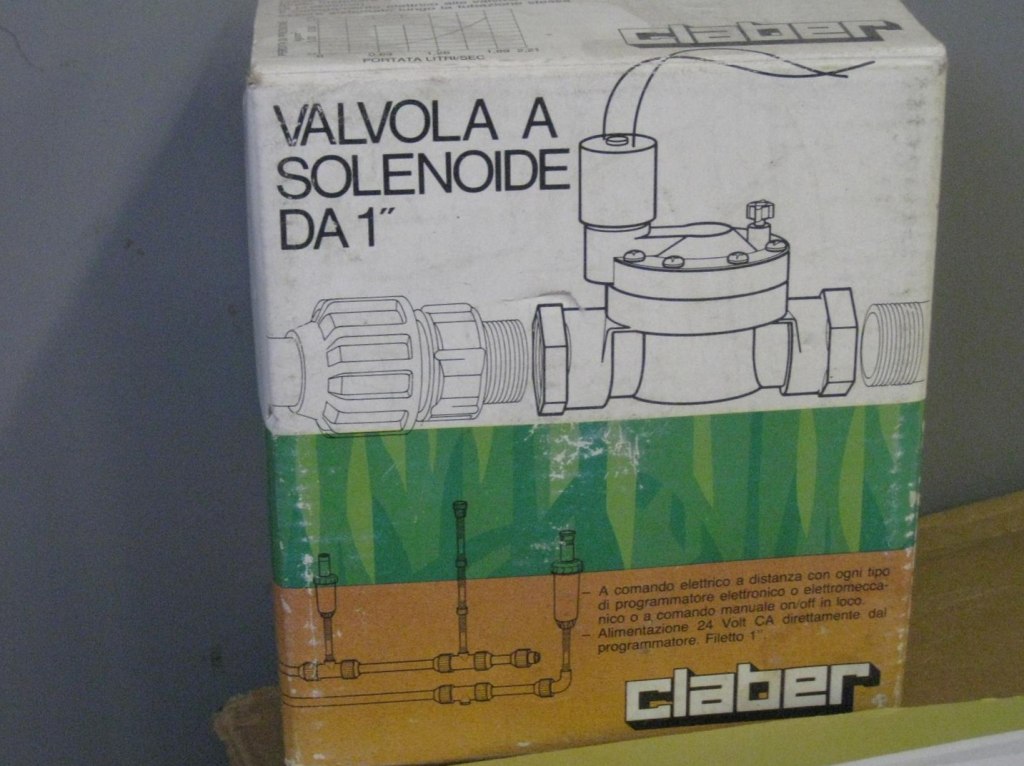 claber
PORTATA LITRI/SEC
VALVOLA A
SOLENOIDE
DA 1"
- A comando elettrico a distanza con ogni tipo
di programmatore elettronico o elettromecca-
nico o a comando manuale on/off in loco.
- Alimentazione 24 Volt CA direttamente dal
programmatore. Filetto 1"
claber